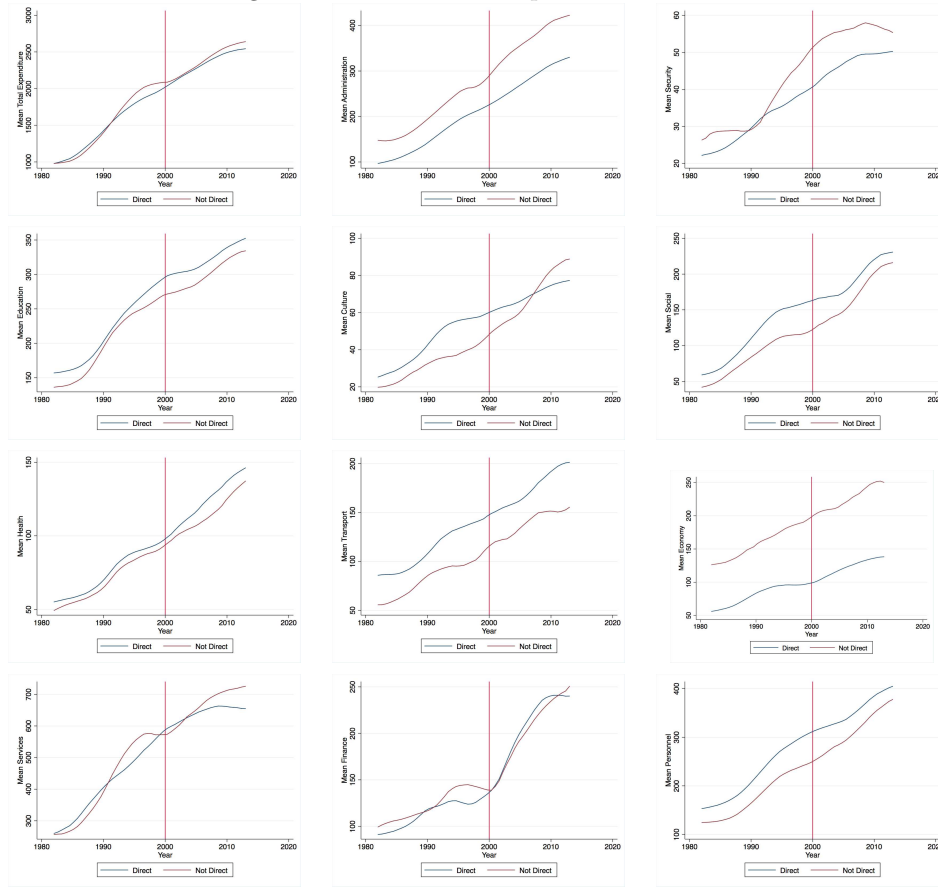 3000
2500
2000
1500
1000
Mean Total Expenditure
1980 1990 2000 2010 2020
Year
Direct Not Direct
400
300
200
100
Mean Administration
1980 1990 2000 2010 2020
Year
Direct Not Direct
60
50
40
30
20
Mean Security
1980 1990 2000 2010 2020
Year
Direct Not Direct
350
300
250
200
150
Mean Education
1980 1990 2000 2010 2020
Year
Direct Not Direct
100
80
60
40
20
Mean Culture
1980 1990 2000 2010 2020
Year
Direct Not Direct
250
200
150
100
50
Mean Social
1980 1990 2000 2010 2020
Year
Direct Not Direct
150
100
50
Mean Health
1980 1990 2000 2010 2020
Year
Direct Not Direct
200
150
100
50
Mean Transport
1980 1990 2000 2010 2020
Year
Direct Not Direct
250
200
150
100
50
Mean Economy
1980 1990 2000 2010 2020
Year
Direct Not Direct
700
600
500
400
300
Mean Services
1980 1990 2000 2010 2020
Year
Direct Not Direct
250
200
150
100
Mean Finance
1980 1990 2000 2010 2020
Year
Direct Not Direct
400
300
200
100
Mean Personnel
1980 1990 2000 2010 2020
Year
Direct Not Direct